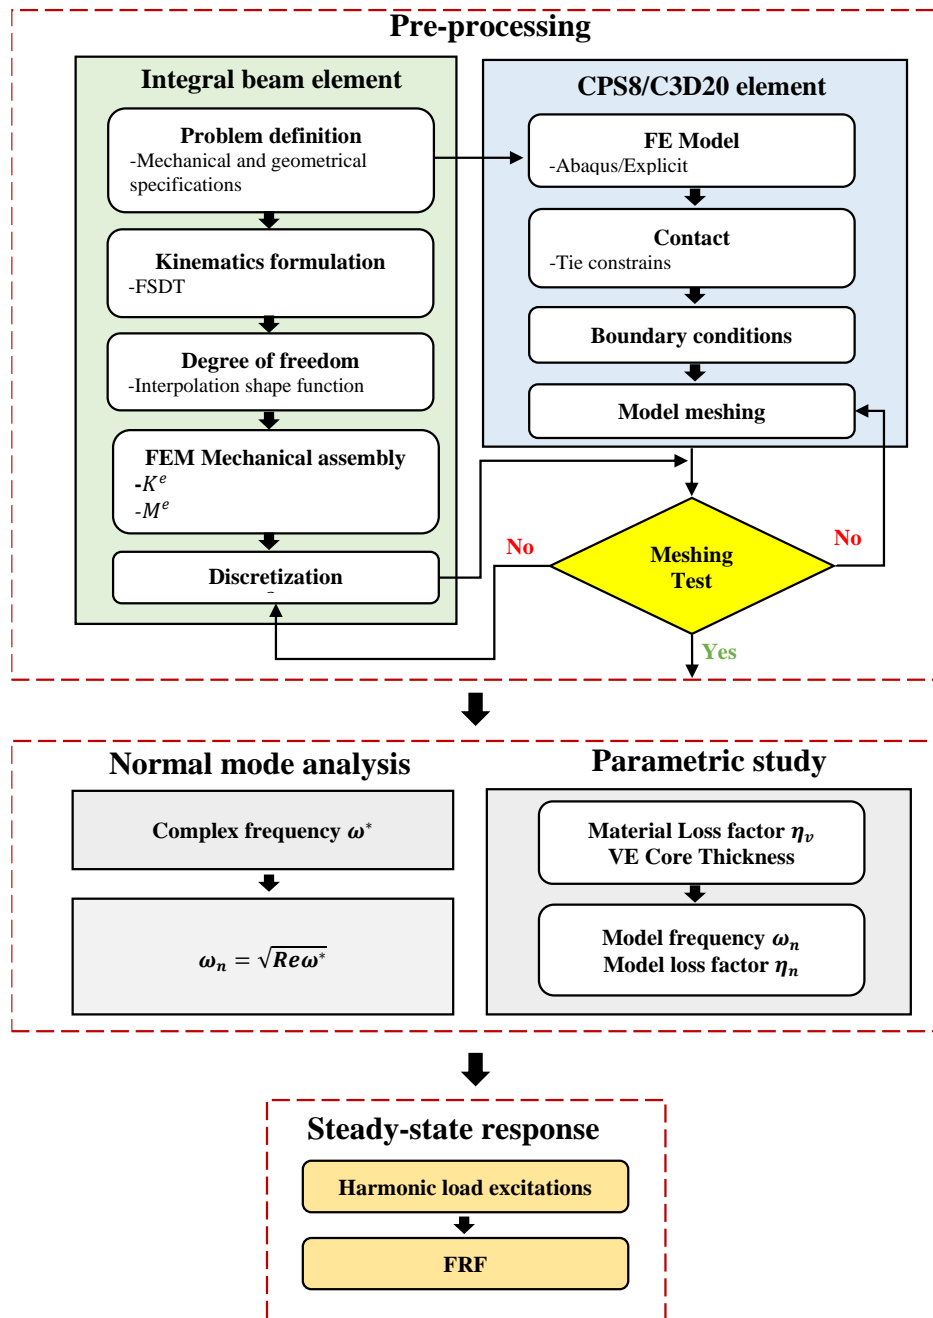 Pre-processing
Integral beam element
Problem definition
-Mechanical and geometrical
specifications
Kinematics formulation
-FSDT
Degree of freedom
-Interpolation shape function
FEM Mechanical assembly
-Kᵉ
-Mᵉ
Discretization
CPS8/C3D20 element
FE Model
-Abaqus/Explicit
Contact
-Tie constrains
Boundary conditions
Model meshing
No
Meshing
Test
No
Yes
Normal mode analysis
Complex frequency ω*
ωₙ = √Reω*
Parametric study
Material Loss factor ηᵥ
VE Core Thickness
Model frequency ωₙ
Model loss factor ηₙ
Steady-state response
Harmonic load excitations
FRF